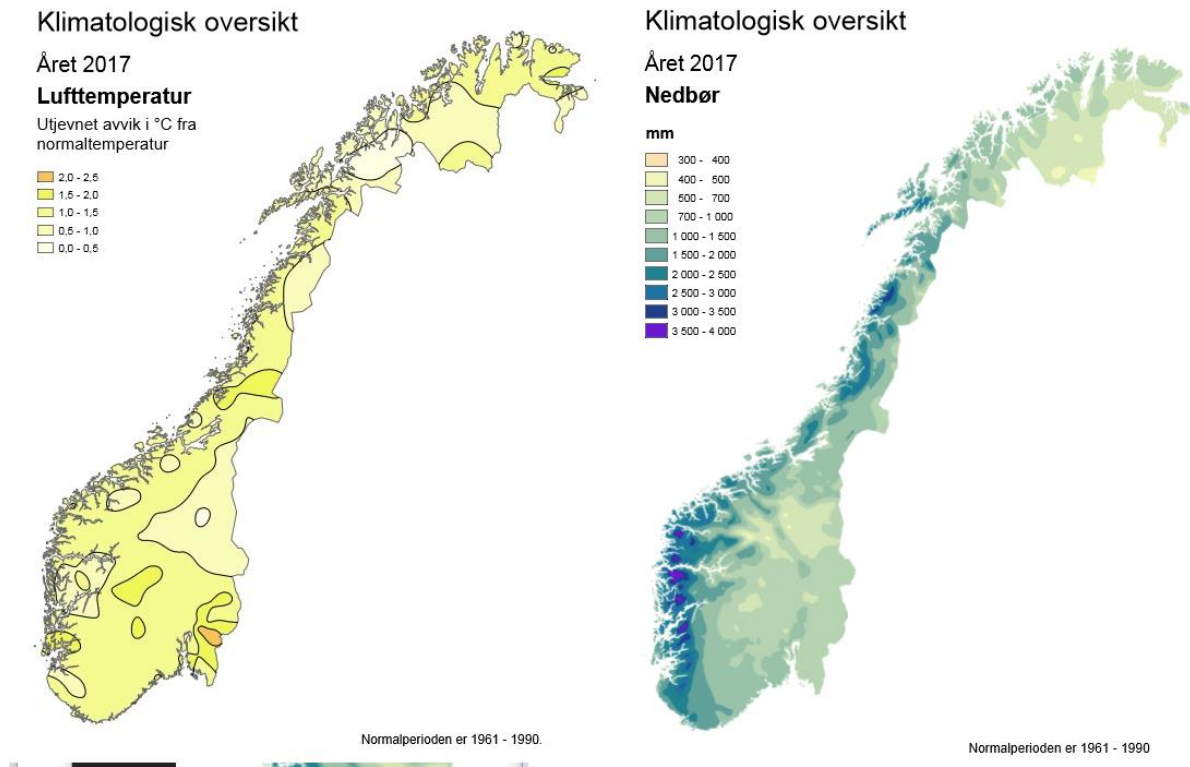 Klimatologisk oversikt
Året 2017
Lufttemperatur
Utjevnet avvik i °C fra
normaltemperatur
2,0 - 2,5
1,5 - 2,0
1,0 - 1,5
0,5 - 1,0
0,0 - 0,5
Normalperioden er 1961 - 1990.
Klimatologisk oversikt
Året 2017
Nedbør
mm
300 - 400
400 - 500
500 - 700
700 - 1 000
1 000 - 1 500
1 500 - 2 000
2 000 - 2 500
2 500 - 3 000
3 000 - 3 500
3 500 - 4 000
Normalperioden er 1961 - 1990